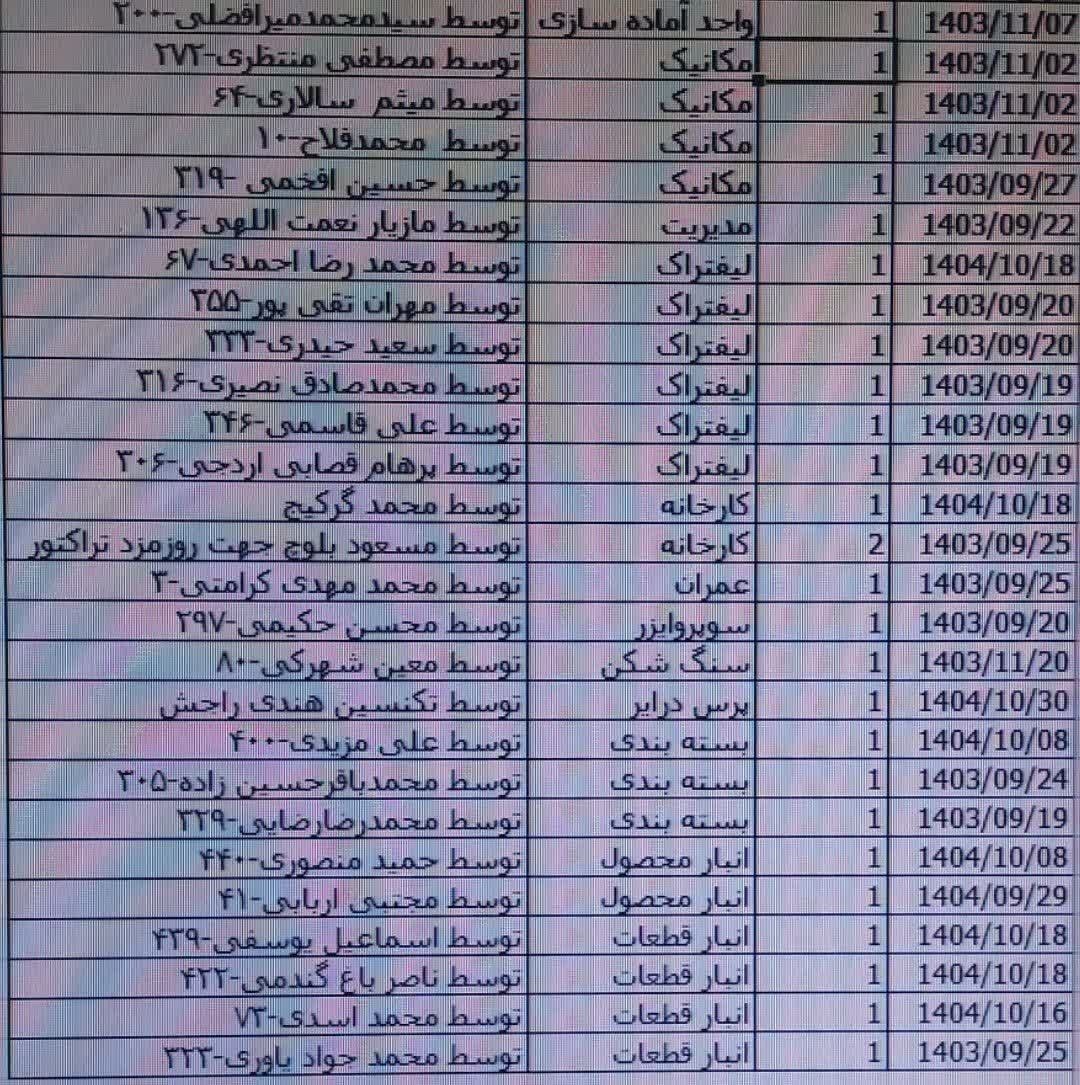 1403/11/07 1 واحد آماده سازی توسط سیدمحمدمیرافضلی-۲۰۰
1403/11/02 1 مکانیک توسط مصطفی منتظری-۲۷۲
1403/11/02 1 مکانیک توسط میثم سالاری-۶۴
1403/11/02 1 مکانیک توسط محمدفلاح-۱۰
1403/09/27 1 مکانیک توسط حسین افخمی -۳۱۹
1403/09/22 1 مدیریت توسط مازیار نعمت اللهی-۱۳۶
1404/10/18 1 لیفتراک توسط محمد رضا احمدی-۶۷
1403/09/20 1 لیفتراک توسط مهران تقی پور-۲۵۵
1403/09/20 1 لیفتراک توسط سعید حیدری-۳۲۳
1403/09/19 1 لیفتراک توسط محمدصادق نصیری-۳۱۶
1403/09/19 1 لیفتراک توسط علی قاسمی-۳۴۶
1403/09/19 1 لیفتراک توسط پرهام قصابی اردجی-۳۰۶
1404/10/18 1 کارخانه توسط محمد گرگیج
1403/09/25 2 کارخانه توسط مسعود بلوچ جهت روزمزد تراکتور
1403/09/25 1 عمران توسط محمد مهدی کرامتی-۳
1403/09/20 1 سوپروایزر توسط محسن حکیمی-۲۹۷
1403/11/20 1 سنگ شکن توسط معین شهرکی-۸۰
1404/10/30 1 پرس درایر توسط تکنسین هندی راجش
1404/10/08 1 بسته بندی توسط علی مزیدی-۴۰۰
1403/09/24 1 بسته بندی توسط محمدباقرحسین زاده-۳۰۵
1403/09/19 1 بسته بندی توسط محمدرضارضایی-۳۲۹
1404/10/08 1 انبار محصول توسط حمید منصوری-۴۴۰
1404/09/29 1 انبار محصول توسط مجتبی اربابی-۴۱
1404/10/18 1 انبار قطعات توسط اسماعیل یوسفی-۴۳۹
1404/10/18 1 انبار قطعات توسط ناصر باغ گندمی-۴۲۲
1404/10/16 1 انبار قطعات توسط محمد اسدی-۷۳
1403/09/25 1 انبار قطعات توسط محمد جواد یاوری-۳۲۳